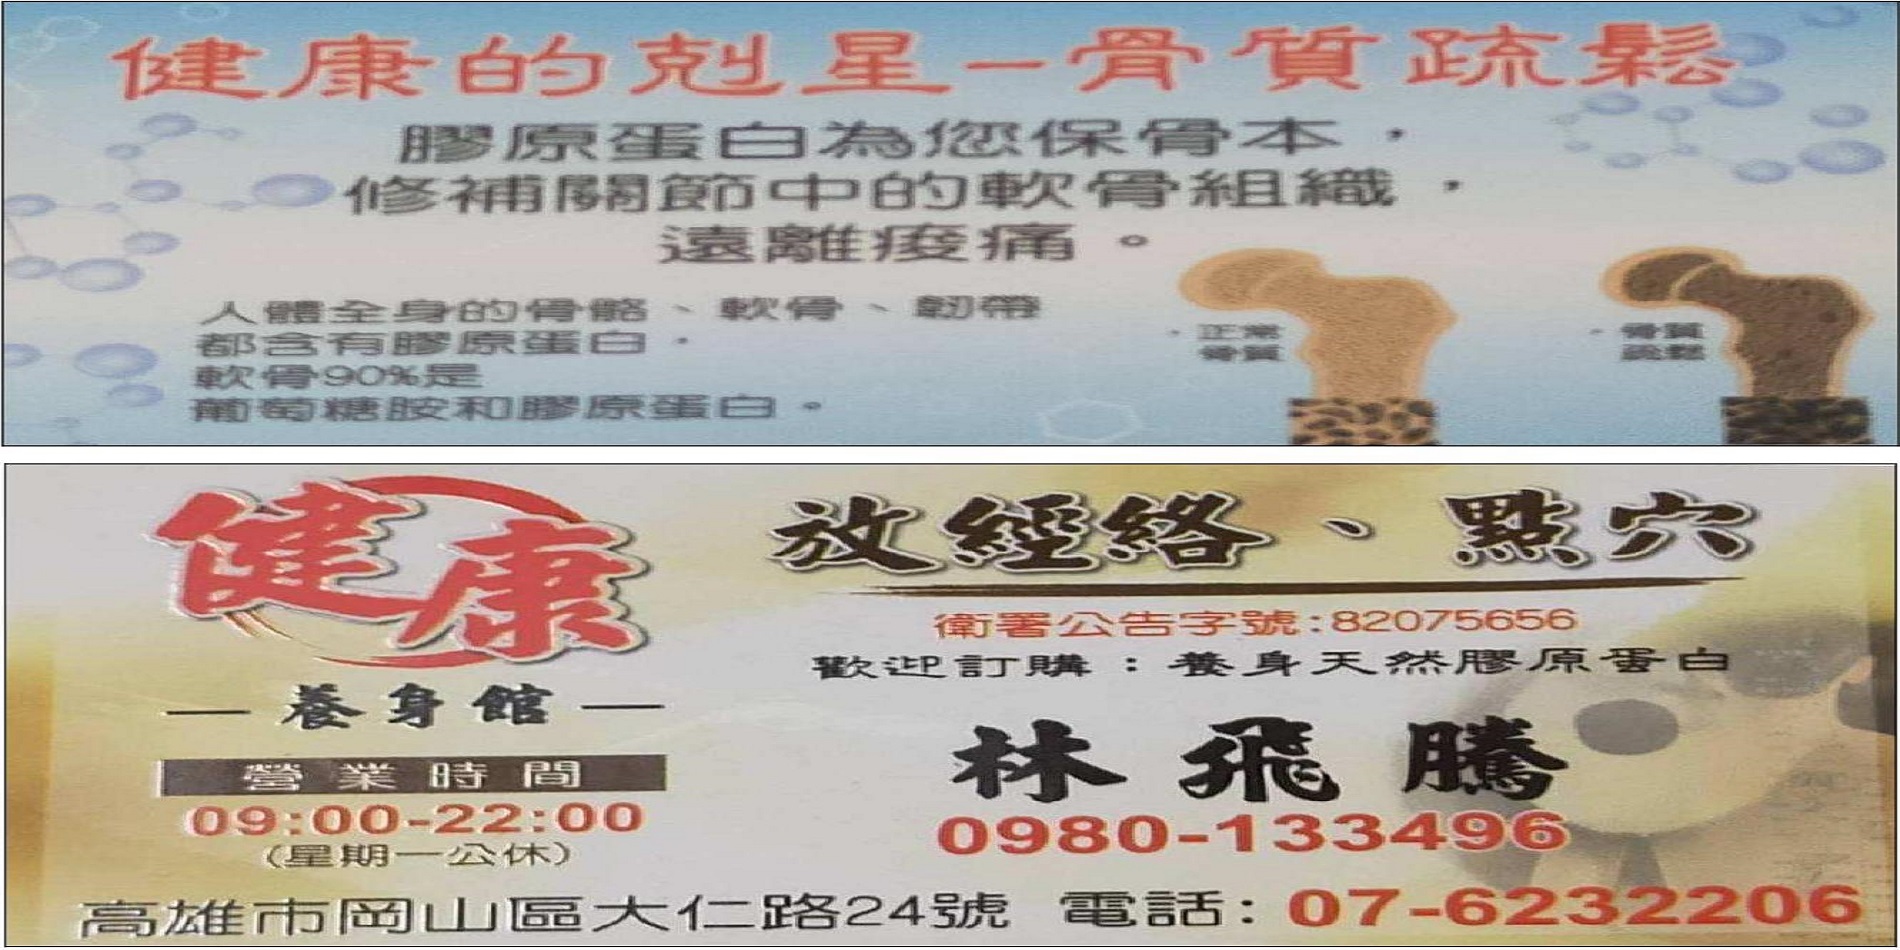 健康的剋星-骨質疏鬆
膠原蛋白為您保骨本，
修補關節中的軟骨組織，
遠離痠痛。
人體全身的骨骼、軟骨、韌帶
都含有膠原蛋白，
軟骨90%是
葡萄糖胺和膠原蛋白。
正常
骨質
骨質
疏鬆
健康
養身館
營業時間
09:00-22:00
(星期一公休)
放經絡、點穴
衛署公告字號:82075656
歡迎訂購：養身天然膠原蛋白
林飛騰
0980-133496
高雄市岡山區大仁路24號 電話: 07-6232206